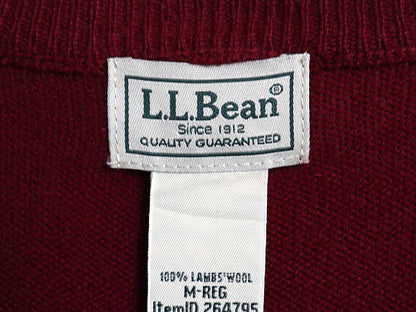 L.L.Bean®
Since 1912
QUALITY GUARANTEED
100% LAMBS'WOOL
M-REG
ItemID 264795